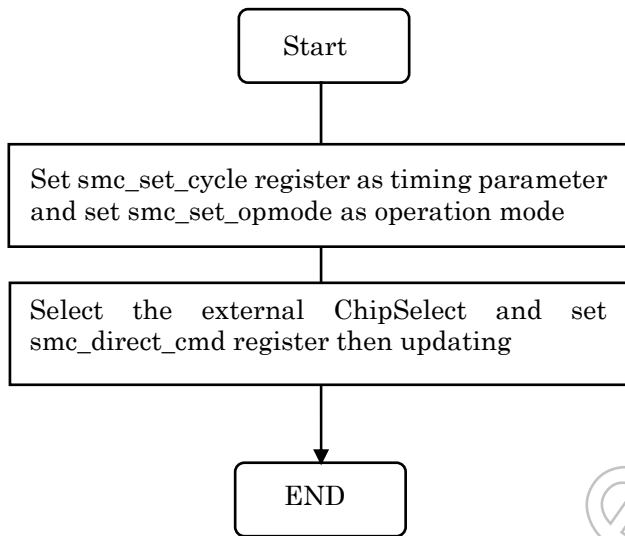 Start
Set smc_set_cycle register as timing parameter
and set smc_set_opmode as operation mode
Select the external ChipSelect and set
smc_direct_cmd register then updating
END